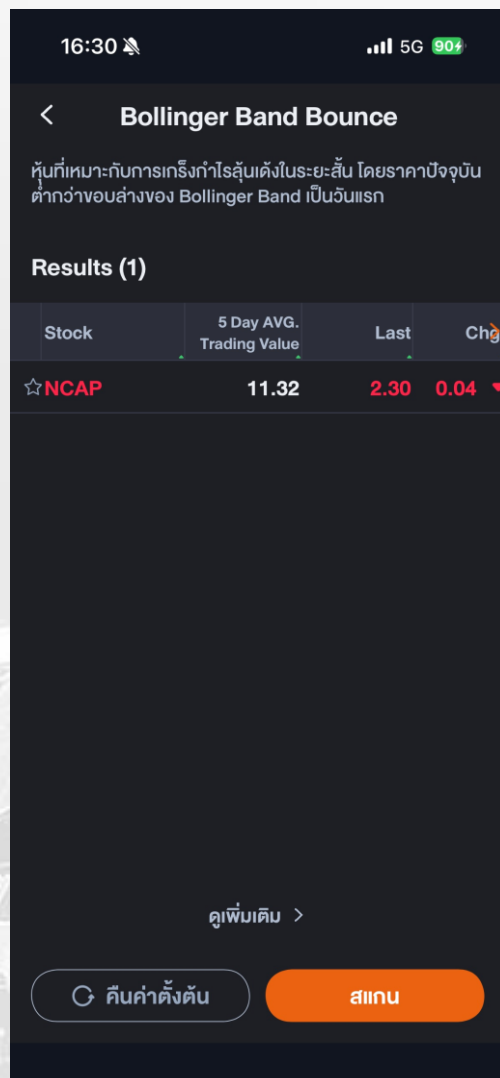 16:30
5G 90
Bollinger Band Bounce
หุ้นที่เหมาะกับการเก็งกำไรลุ้นเด้งในระยะสั้น โดยราคาปัจจุบัน
ต่ำกว่าขอบล่างของ Bollinger Band เป็นวันแรก
Results (1)
Stock 5 Day AVG. Trading Value Last Chg
NCAP 11.32 2.30 0.04
ดูเพิ่มเติม >
คืนค่าตั้งต้น
สแกน